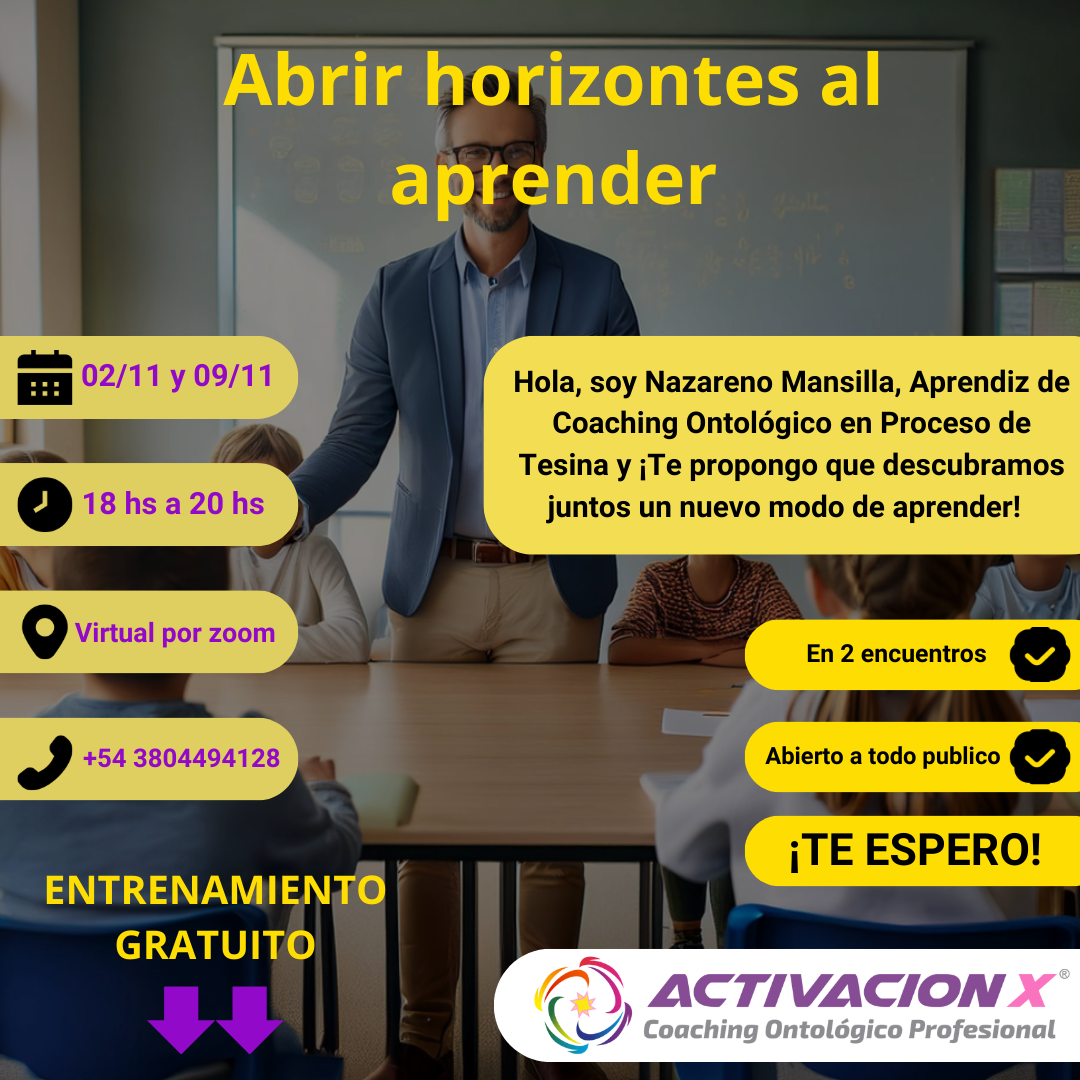 Abrir horizontes al
aprender
02/11 y 09/11
18 hs a 20 hs
Virtual por zoom
+54 3804494128
Hola, soy Nazareno Mansilla, Aprendiz de
Coaching Ontológico en Proceso de
Tesina y ¡Te propongo que descubramos
juntos un nuevo modo de aprender!
En 2 encuentros
Abierto a todo publico
¡TE ESPERO!
ENTRENAMIENTO
GRATUITO
ACTIVACION X®
Coaching Ontológico Profesional